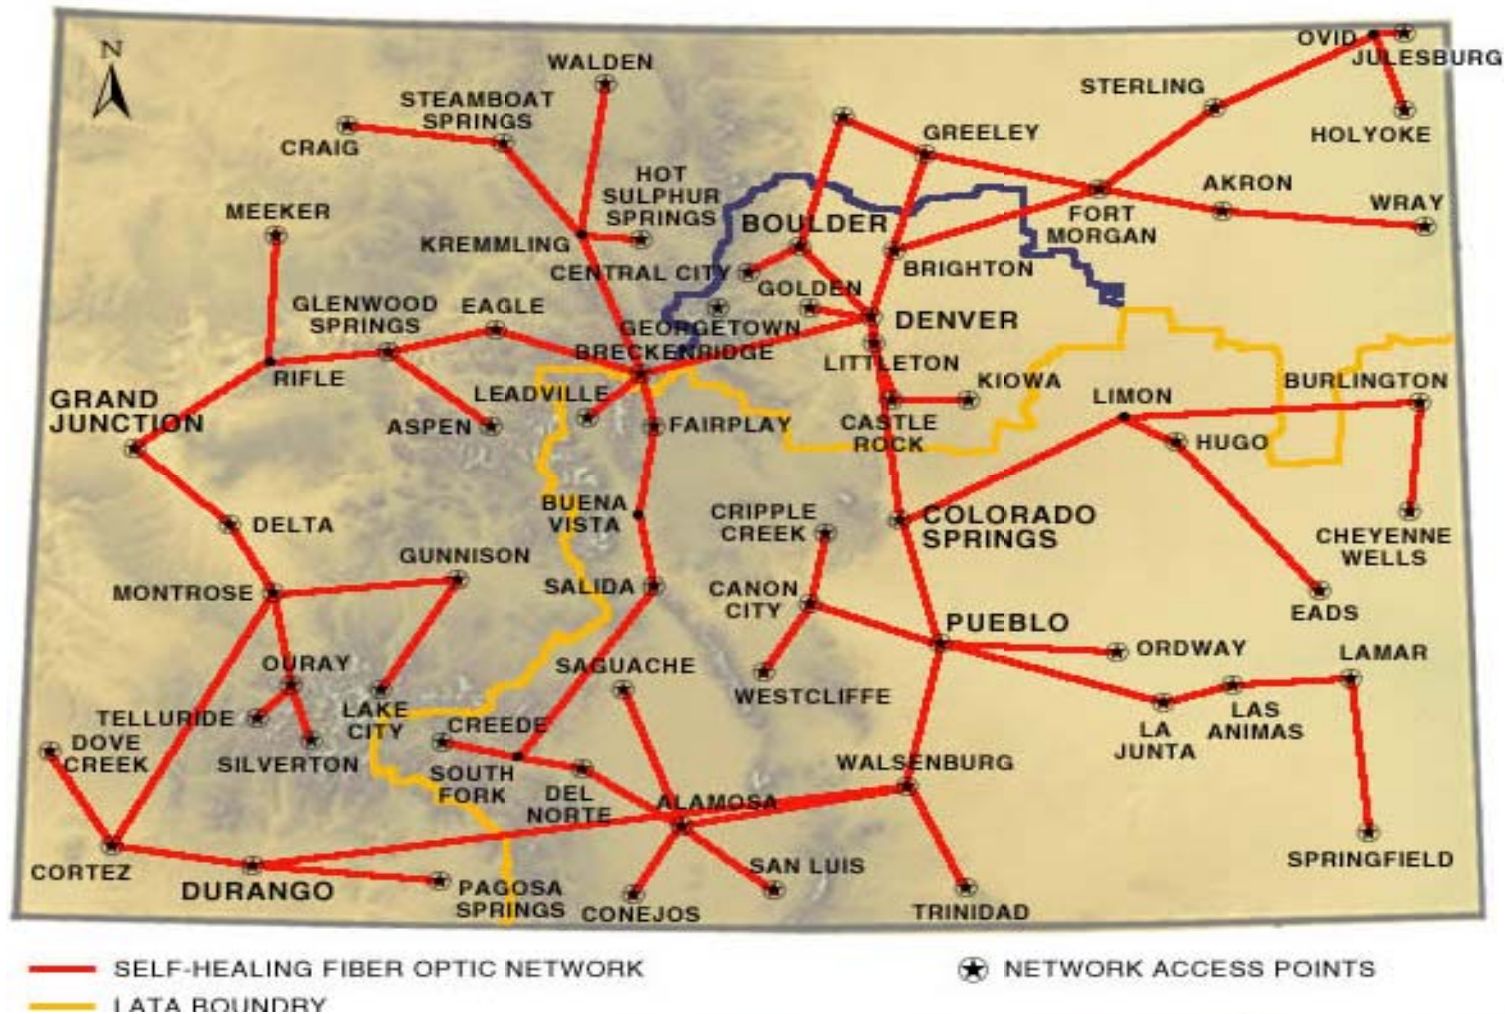 N
WALDEN
OVID
JULESBURG
STEAMBOAT
SPRINGS
STERLING
CRAIG
GREELEY
HOLYOKE
HOT
SULPHUR
SPRINGS
MEEKER
AKRON
WRAY
KREMMLING
BOULDER
FORT
MORGAN
CENTRAL CITY
BRIGHTON
GOLDEN
GLENWOOD
SPRINGS
EAGLE
GEORGETOWN
DENVER
BRECKENRIDGE
LITTLETON
RIFLE
LEADVILLE
KIOWA
LIMON
BURLINGTON
GRAND
JUNCTION
ASPEN
FAIRPLAY
CASTLE
ROCK
HUGO
DELTA
BUENA
VISTA
CRIPPLE
CREEK
COLORADO
SPRINGS
CHEYENNE
WELLS
GUNNISON
MONTROSE
SALIDA
CANON
CITY
EADS
PUEBLO
ORDWAY
OURAY
SAGUACHE
LAMAR
WESTCLIFFE
TELLURIDE
LAKE
CITY
CREEDE
LA
JUNTA
LAS
ANIMAS
DOVE
CREEK
SILVERTON
SOUTH
FORK
DEL
NORTE
WALSENBURG
ALAMOSA
CORTEZ
DURANGO
PAGOSA
SPRINGS
CONEJOS
SAN LUIS
TRINIDAD
SPRINGFIELD
SELF-HEALING FIBER OPTIC NETWORK
NETWORK ACCESS POINTS
LATA BOUNDRY